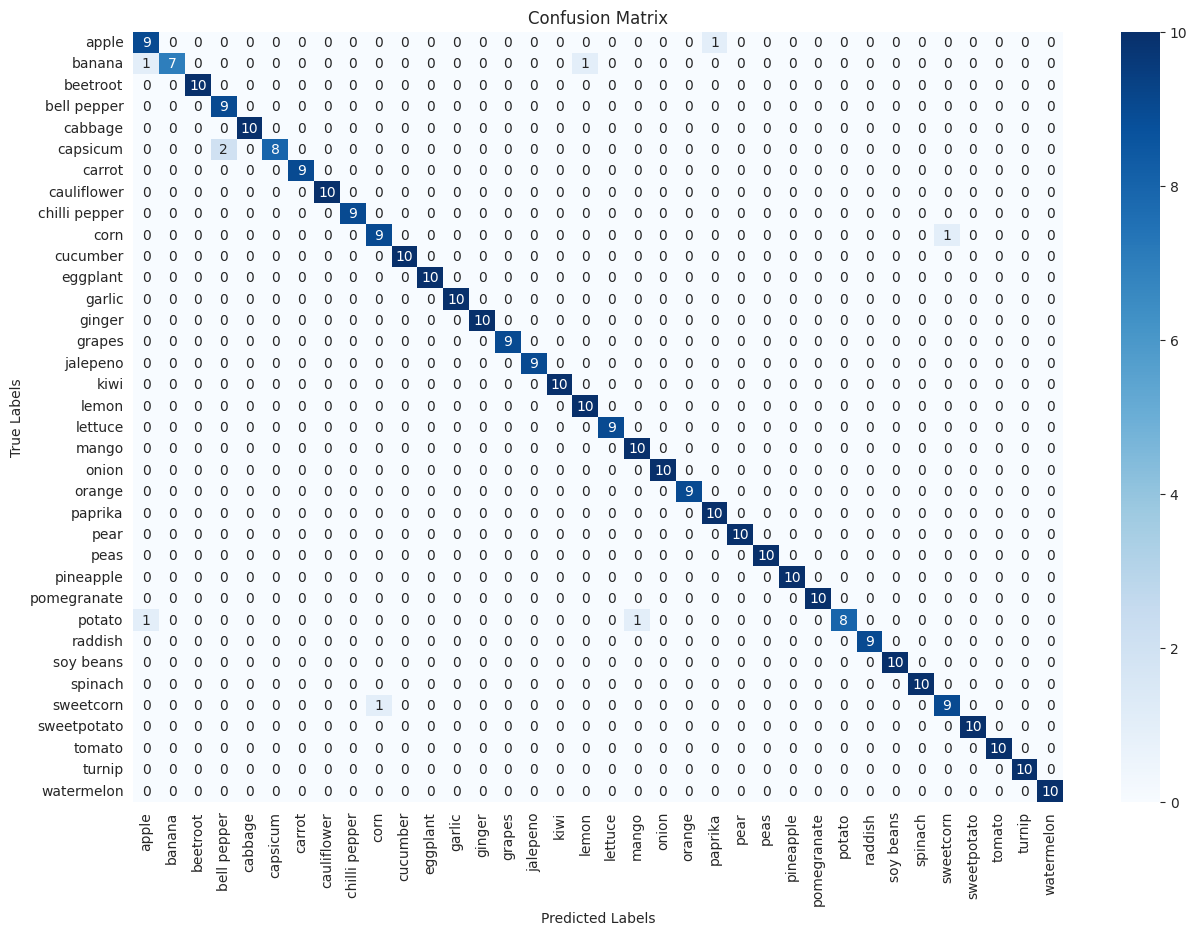 Confusion Matrix
apple 9 0 0 0 0 0 0 0 0 0 0 0 0 0 0 0 0 0 0 0 0 0 1 0 0 0 0 0 0 0 0 0 0 0 0 0
banana 1 7 0 0 0 0 0 0 0 0 0 0 0 0 0 0 0 1 0 0 0 0 0 0 0 0 0 0 0 0 0 0 0 0 0 0
beetroot 0 0 10 0 0 0 0 0 0 0 0 0 0 0 0 0 0 0 0 0 0 0 0 0 0 0 0 0 0 0 0 0 0 0 0 0
bell pepper 0 0 0 9 0 0 0 0 0 0 0 0 0 0 0 0 0 0 0 0 0 0 0 0 0 0 0 0 0 0 0 0 0 0 0 0
cabbage 0 0 0 0 10 0 0 0 0 0 0 0 0 0 0 0 0 0 0 0 0 0 0 0 0 0 0 0 0 0 0 0 0 0 0 0
capsicum 0 0 0 2 0 8 0 0 0 0 0 0 0 0 0 0 0 0 0 0 0 0 0 0 0 0 0 0 0 0 0 0 0 0 0 0
carrot 0 0 0 0 0 0 9 0 0 0 0 0 0 0 0 0 0 0 0 0 0 0 0 0 0 0 0 0 0 0 0 0 0 0 0 0
cauliflower 0 0 0 0 0 0 0 10 0 0 0 0 0 0 0 0 0 0 0 0 0 0 0 0 0 0 0 0 0 0 0 0 0 0 0 0
chilli pepper 0 0 0 0 0 0 0 0 9 0 0 0 0 0 0 0 0 0 0 0 0 0 0 0 0 0 0 0 0 0 0 0 0 0 0 0
corn 0 0 0 0 0 0 0 0 0 9 0 0 0 0 0 0 0 0 0 0 0 0 0 0 0 0 0 0 0 0 0 1 0 0 0 0
cucumber 0 0 0 0 0 0 0 0 0 0 10 0 0 0 0 0 0 0 0 0 0 0 0 0 0 0 0 0 0 0 0 0 0 0 0 0
eggplant 0 0 0 0 0 0 0 0 0 0 0 10 0 0 0 0 0 0 0 0 0 0 0 0 0 0 0 0 0 0 0 0 0 0 0 0
garlic 0 0 0 0 0 0 0 0 0 0 0 0 10 0 0 0 0 0 0 0 0 0 0 0 0 0 0 0 0 0 0 0 0 0 0 0
ginger 0 0 0 0 0 0 0 0 0 0 0 0 0 10 0 0 0 0 0 0 0 0 0 0 0 0 0 0 0 0 0 0 0 0 0 0
grapes 0 0 0 0 0 0 0 0 0 0 0 0 0 0 9 0 0 0 0 0 0 0 0 0 0 0 0 0 0 0 0 0 0 0 0 0
jalepeno 0 0 0 0 0 0 0 0 0 0 0 0 0 0 0 9 0 0 0 0 0 0 0 0 0 0 0 0 0 0 0 0 0 0 0 0
kiwi 0 0 0 0 0 0 0 0 0 0 0 0 0 0 0 0 10 0 0 0 0 0 0 0 0 0 0 0 0 0 0 0 0 0 0 0
lemon 0 0 0 0 0 0 0 0 0 0 0 0 0 0 0 0 0 10 0 0 0 0 0 0 0 0 0 0 0 0 0 0 0 0 0 0
lettuce 0 0 0 0 0 0 0 0 0 0 0 0 0 0 0 0 0 0 9 0 0 0 0 0 0 0 0 0 0 0 0 0 0 0 0 0
mango 0 0 0 0 0 0 0 0 0 0 0 0 0 0 0 0 0 0 0 10 0 0 0 0 0 0 0 0 0 0 0 0 0 0 0 0
onion 0 0 0 0 0 0 0 0 0 0 0 0 0 0 0 0 0 0 0 0 10 0 0 0 0 0 0 0 0 0 0 0 0 0 0 0
orange 0 0 0 0 0 0 0 0 0 0 0 0 0 0 0 0 0 0 0 0 0 9 0 0 0 0 0 0 0 0 0 0 0 0 0 0
paprika 0 0 0 0 0 0 0 0 0 0 0 0 0 0 0 0 0 0 0 0 0 0 10 0 0 0 0 0 0 0 0 0 0 0 0 0
pear 0 0 0 0 0 0 0 0 0 0 0 0 0 0 0 0 0 0 0 0 0 0 0 10 0 0 0 0 0 0 0 0 0 0 0 0
peas 0 0 0 0 0 0 0 0 0 0 0 0 0 0 0 0 0 0 0 0 0 0 0 0 10 0 0 0 0 0 0 0 0 0 0 0
pineapple 0 0 0 0 0 0 0 0 0 0 0 0 0 0 0 0 0 0 0 0 0 0 0 0 0 10 0 0 0 0 0 0 0 0 0 0
pomegranate 0 0 0 0 0 0 0 0 0 0 0 0 0 0 0 0 0 0 0 0 0 0 0 0 0 0 10 0 0 0 0 0 0 0 0 0
potato 1 0 0 0 0 0 0 0 0 0 0 0 0 0 0 0 0 0 0 1 0 0 0 0 0 0 0 8 0 0 0 0 0 0 0 0
raddish 0 0 0 0 0 0 0 0 0 0 0 0 0 0 0 0 0 0 0 0 0 0 0 0 0 0 0 0 9 0 0 0 0 0 0 0
soy beans 0 0 0 0 0 0 0 0 0 0 0 0 0 0 0 0 0 0 0 0 0 0 0 0 0 0 0 0 0 10 0 0 0 0 0 0
spinach 0 0 0 0 0 0 0 0 0 0 0 0 0 0 0 0 0 0 0 0 0 0 0 0 0 0 0 0 0 0 10 0 0 0 0 0
sweetcorn 0 0 0 0 0 0 0 0 0 1 0 0 0 0 0 0 0 0 0 0 0 0 0 0 0 0 0 0 0 0 0 9 0 0 0 0
sweetpotato 0 0 0 0 0 0 0 0 0 0 0 0 0 0 0 0 0 0 0 0 0 0 0 0 0 0 0 0 0 0 0 0 10 0 0 0
tomato 0 0 0 0 0 0 0 0 0 0 0 0 0 0 0 0 0 0 0 0 0 0 0 0 0 0 0 0 0 0 0 0 0 10 0 0
turnip 0 0 0 0 0 0 0 0 0 0 0 0 0 0 0 0 0 0 0 0 0 0 0 0 0 0 0 0 0 0 0 0 0 0 10 0
watermelon 0 0 0 0 0 0 0 0 0 0 0 0 0 0 0 0 0 0 0 0 0 0 0 0 0 0 0 0 0 0 0 0 0 0 0 10
True Labels
apple
banana
beetroot
bell pepper
cabbage
capsicum
carrot
cauliflower
chilli pepper
corn
cucumber
eggplant
garlic
ginger
grapes
jalepeno
kiwi
lemon
lettuce
mango
onion
orange
paprika
pear
peas
pineapple
pomegranate
potato
raddish
soy beans
spinach
sweetcorn
sweetpotato
tomato
turnip
watermelon
Predicted Labels
10
8
6
4
2
0